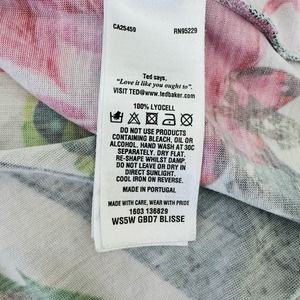 CA25459 RN95229
Ted says,
"Love it like you ought to".
VISIT TED@www.tedbaker.com
100% LYOCELL
DO NOT USE PRODUCTS
CONTAINING BLEACH, OIL OR
ALCOHOL. HAND WASH AT 30C
SEPARATELY. DRY FLAT.
RE-SHAPE WHILST DAMP.
DO NOT LEAVE OR DRY IN
DIRECT SUNLIGHT.
COOL IRON ON REVERSE.
MADE IN PORTUGAL
MADE WITH CARE, WEAR WITH PRIDE
1603 136829
WS5W GBD7 BLISSE